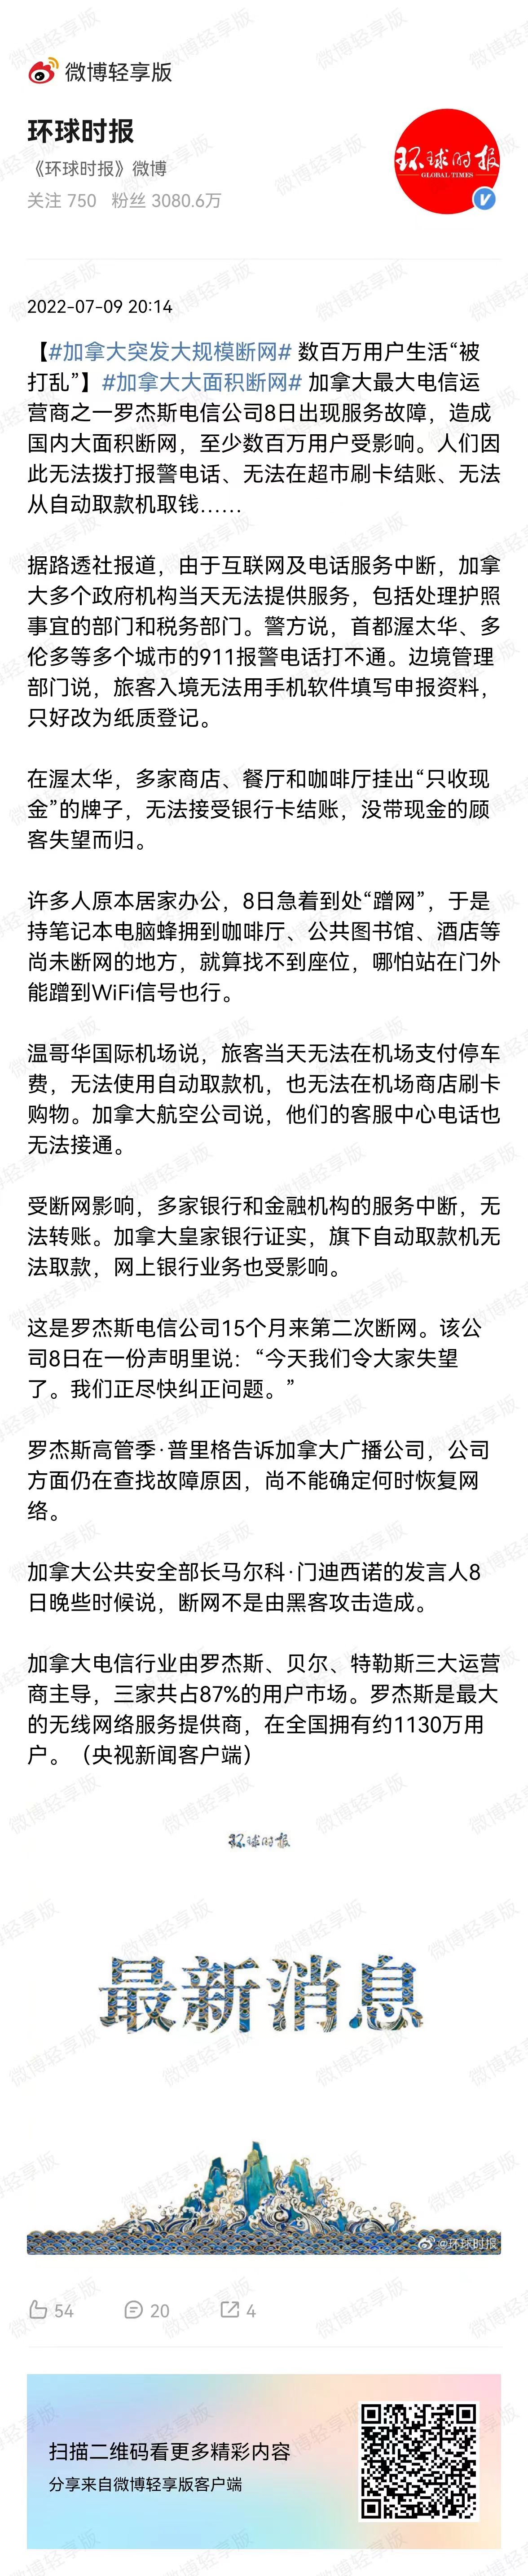 微博轻享版
环球时报
《环球时报》微博
关注 750 粉丝 3080.6万
环球时报
GLOBAL TIMES
2022-07-09 20:14
【#加拿大突发大规模断网# 数百万用户生活“被
打乱”】#加拿大大面积断网# 加拿大最大电信运
营商之一罗杰斯电信公司8日出现服务故障，造成
国内大面积断网，至少数百万用户受影响。人们因
此无法拨打报警电话、无法在超市刷卡结账、无法
从自动取款机取钱……
据路透社报道，由于互联网及电话服务中断，加拿
大多个政府机构当天无法提供服务，包括处理护照
事宜的部门和税务部门。警方说，首都渥太华、多
伦多等多个城市的911报警电话打不通。边境管理
部门说，旅客入境无法用手机软件填写申报资料，
只好改为纸质登记。
在渥太华，多家商店、餐厅和咖啡厅挂出“只收现
金”的牌子，无法接受银行卡结账，没带现金的顾
客失望而归。
许多人原本居家办公，8日急着到处“蹭网”，于是
持笔记本电脑蜂拥到咖啡厅、公共图书馆、酒店等
尚未断网的地方，就算找不到座位，哪怕站在门外
能蹭到WiFi信号也行。
温哥华国际机场说，旅客当天无法在机场支付停车
费，无法使用自动取款机，也无法在机场商店刷卡
购物。加拿大航空公司说，他们的客服中心电话也
无法接通。
受断网影响，多家银行和金融机构的服务中断，无
法转账。加拿大皇家银行证实，旗下自动取款机无
法取款，网上银行业务也受影响。
这是罗杰斯电信公司15个月来第二次断网。该公
司8日在一份声明里说：“今天我们令大家失望
了。我们正尽快纠正问题。”
罗杰斯高管季·普里格告诉加拿大广播公司，公司
方面仍在查找故障原因，尚不能确定何时恢复网
络。
加拿大公共安全部长马尔科·门迪西诺的发言人8
日晚些时候说，断网不是由黑客攻击造成。
加拿大电信行业由罗杰斯、贝尔、特勒斯三大运营
商主导，三家共占87%的用户市场。罗杰斯是最大
的无线网络服务提供商，在全国拥有约1130万用
户。（央视新闻客户端）
环球时报
最新消息
@环球时报
54 20 4
扫描二维码看更多精彩内容
分享来自微博轻享版客户端